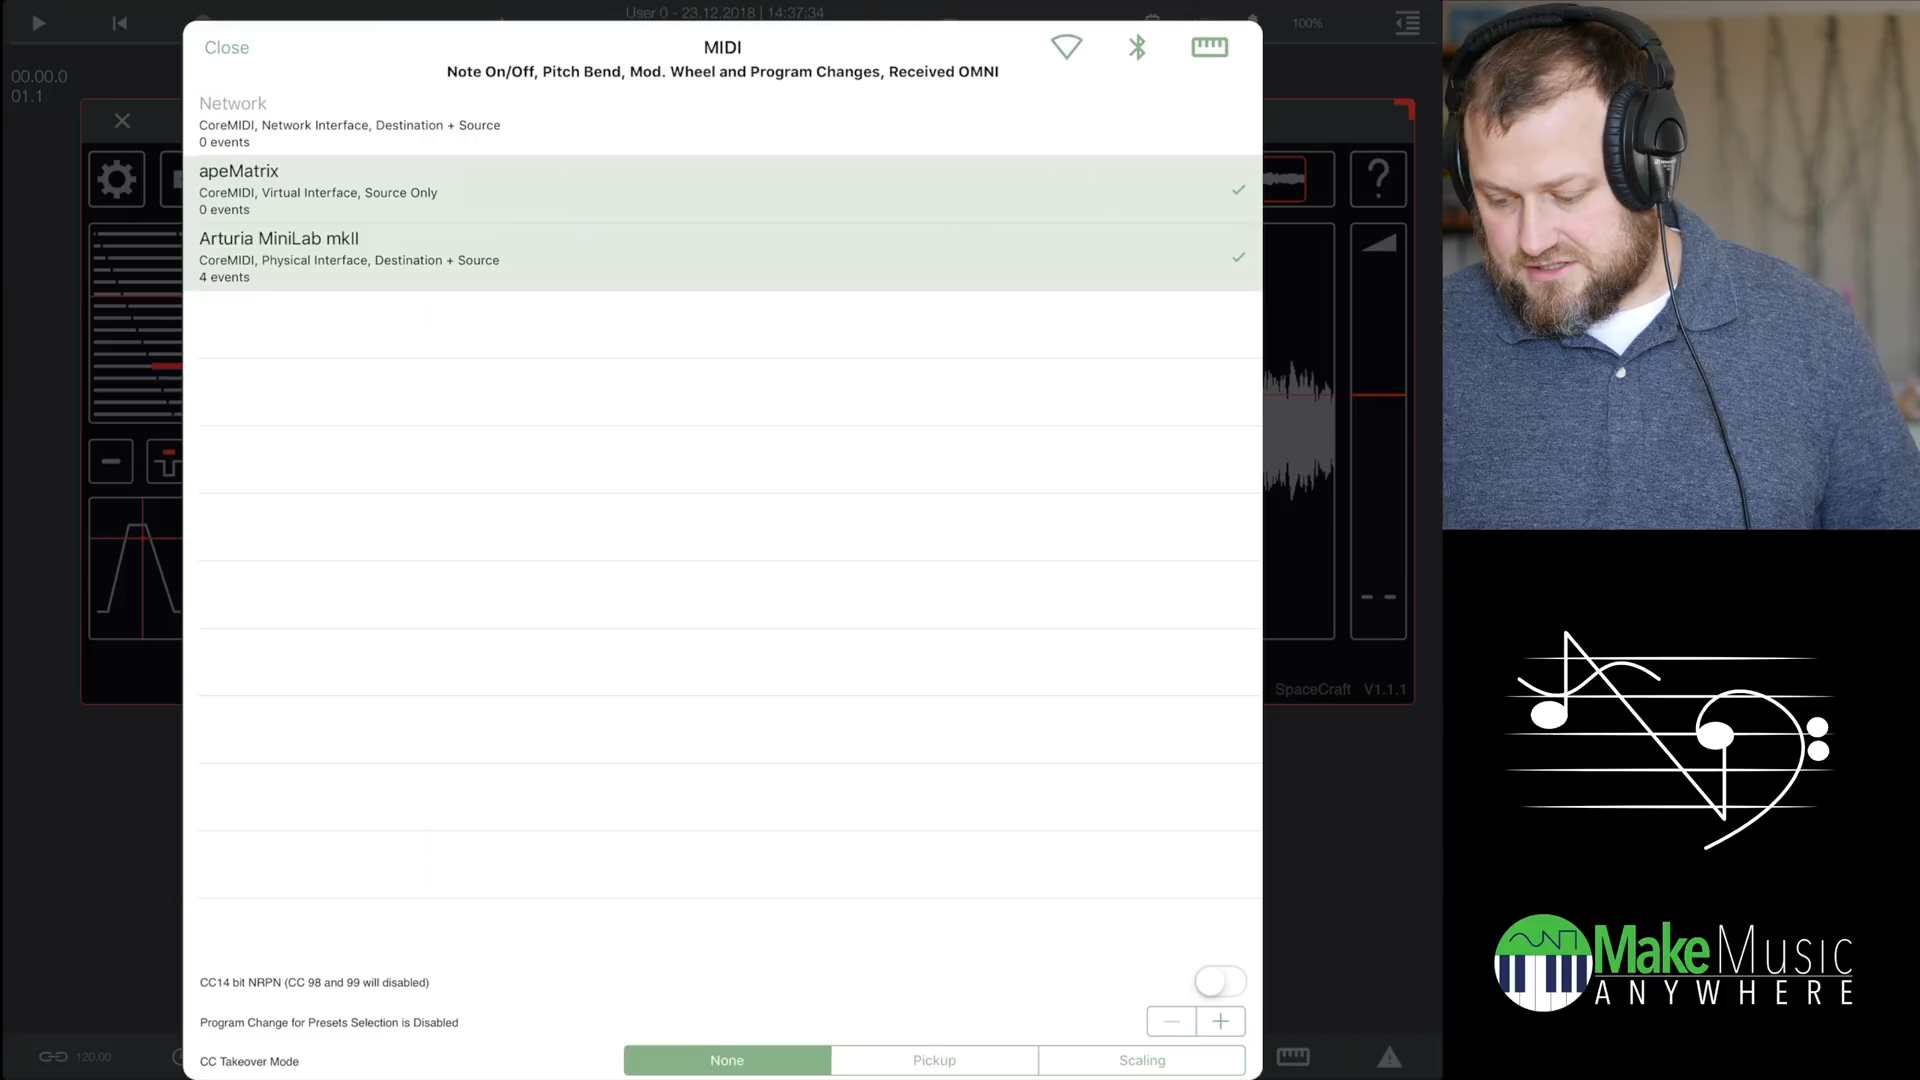 User 0 - 23.12.2018 | 14:37:34
100%
00.00.0
01.1
Close
MIDI
Note On/Off, Pitch Bend, Mod. Wheel and Program Changes, Received OMNI
Network
CoreMIDI, Network Interface, Destination + Source
0 events
apeMatrix
CoreMIDI, Virtual Interface, Source Only
0 events
Arturia MiniLab mkII
CoreMIDI, Physical Interface, Destination + Source
4 events
?
SpaceCraft V1.1.1
CC14 bit NRPN (CC 98 and 99 will disabled)
Program Change for Presets Selection is Disabled
CC Takeover Mode
None
Pickup
Scaling
120.00
Make Music
ANYWHERE